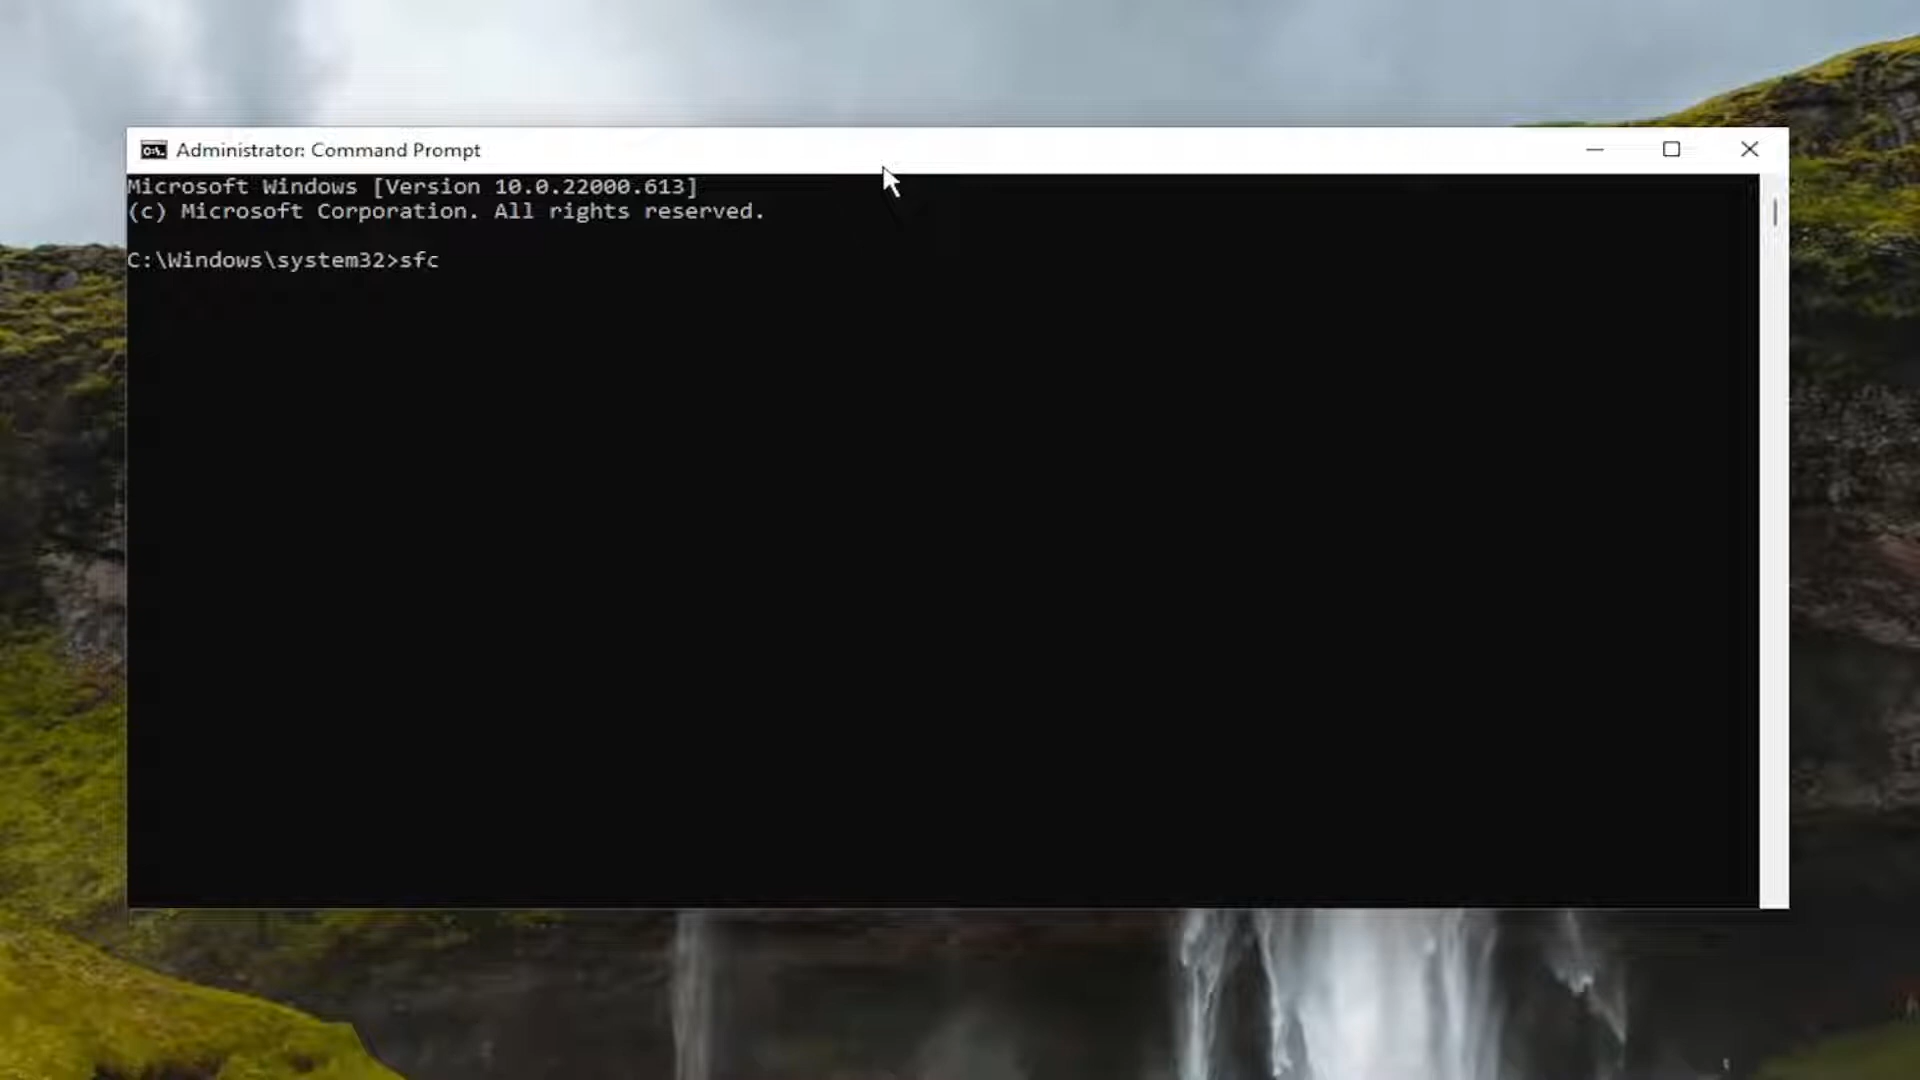 Administrator: Command Prompt
Microsoft Windows [Version 10.0.22000.613]
(c) Microsoft Corporation. All rights reserved.
C:\Windows\system32>sfc